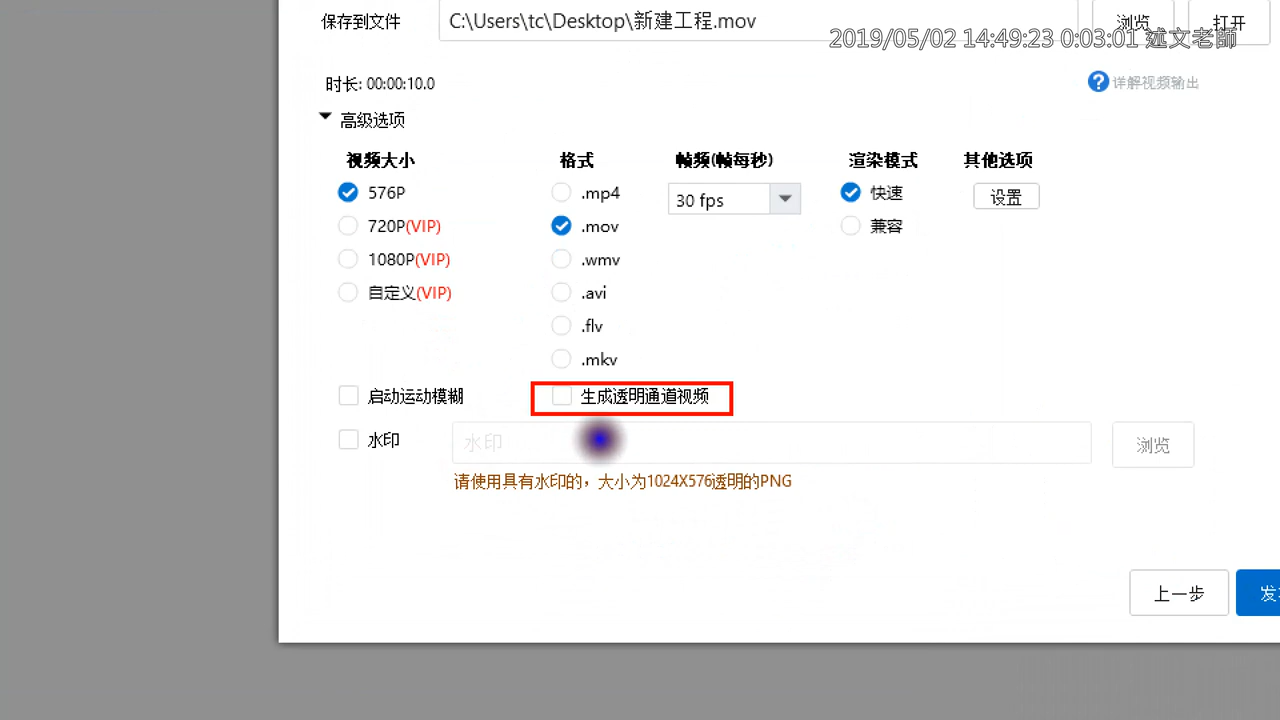 保存到文件 C:\Users\tc\Desktop\新建工程.mov 浏览 打开
2019/05/02 14:49:23 0:03:01 述文老師
时长: 00:00:10.0 ?详解视频输出
高级选项
视频大小 格式 帧频(帧每秒) 渲染模式 其他选项
576P .mp4 30 fps 快速 设置
720P(VIP) .mov 兼容
1080P(VIP) .wmv
自定义(VIP) .avi
.flv
.mkv
启动运动模糊 生成透明通道视频
水印 水印 浏览
请使用具有水印的，大小为1024X576透明的PNG
上一步 发